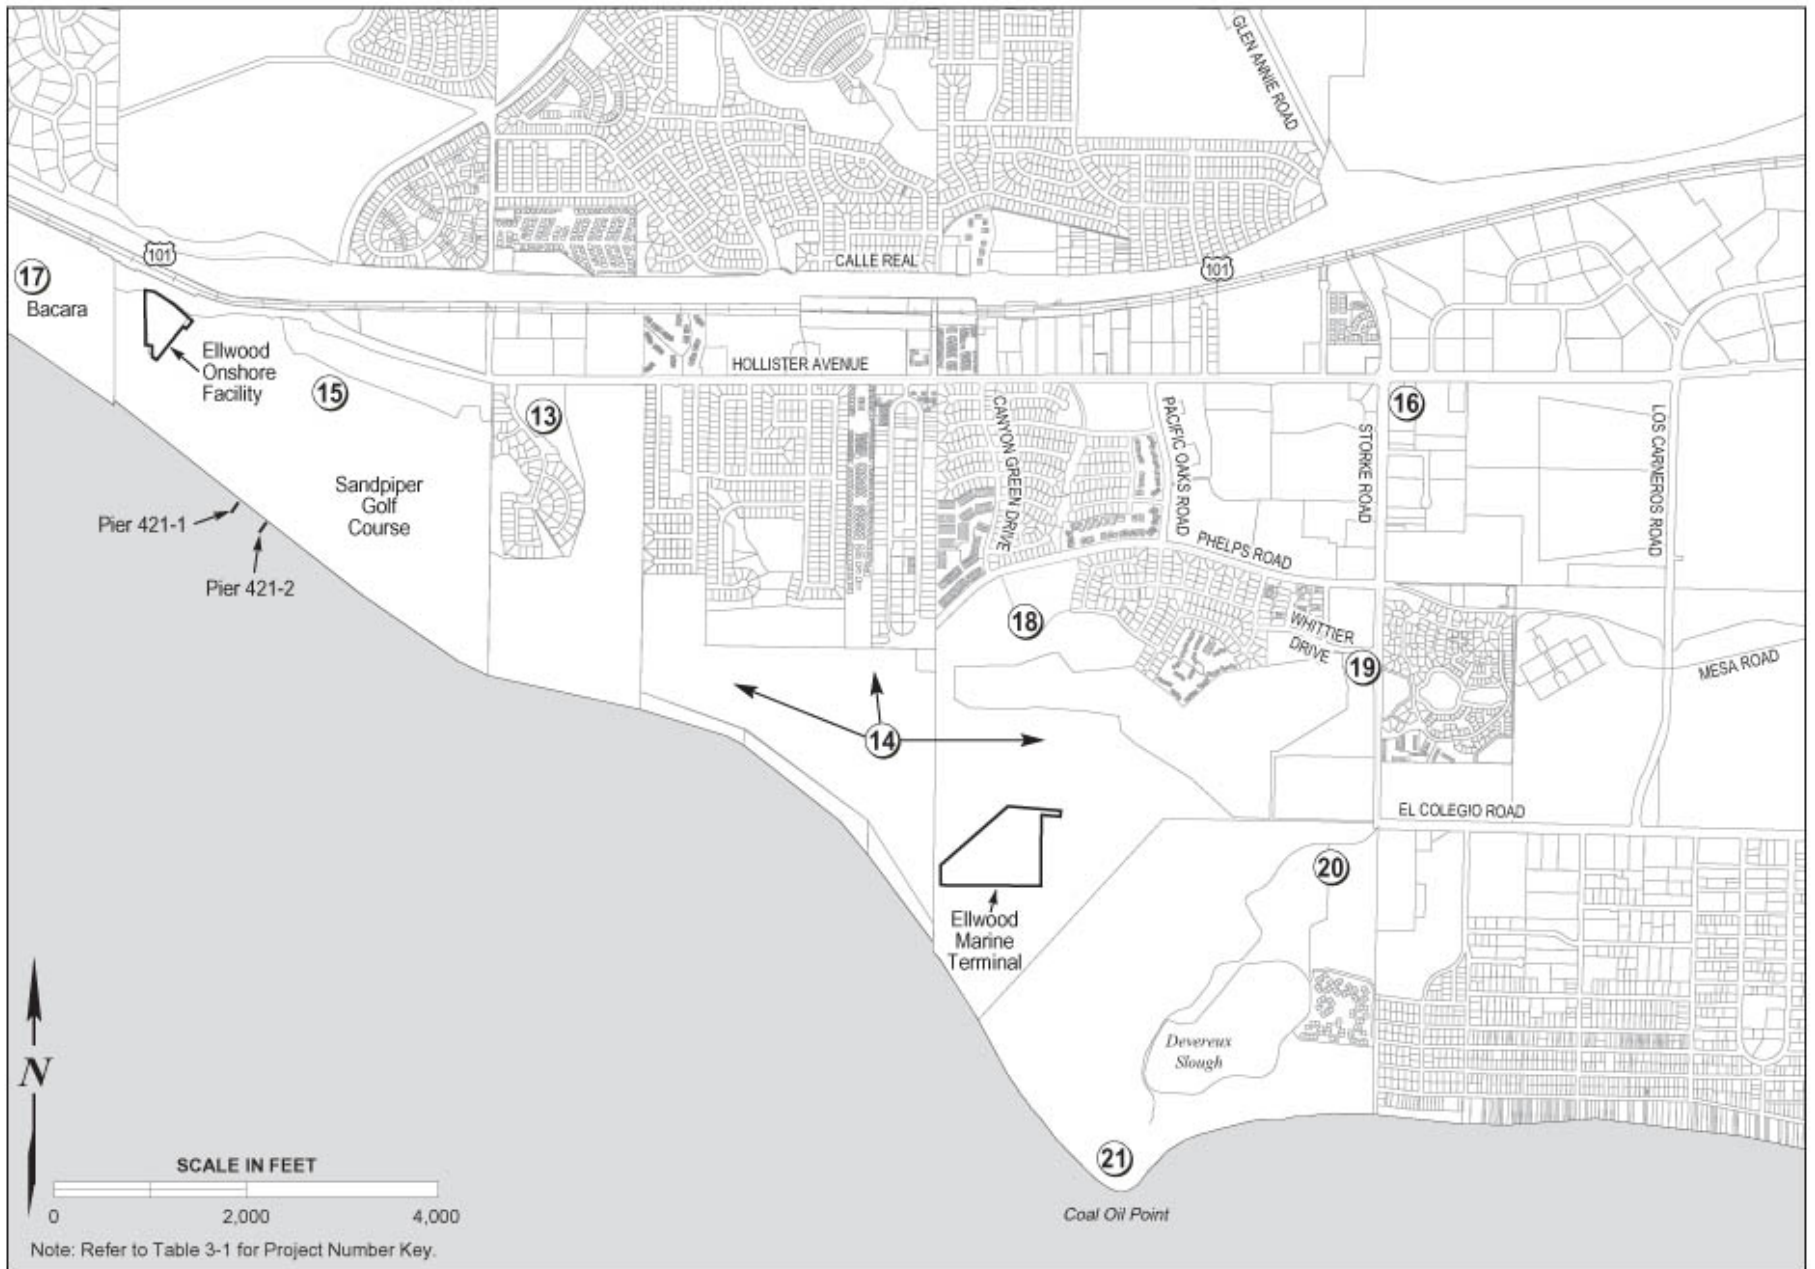 GLEN ANNIE ROAD
101
CALLE REAL
101
17
Bacara
Ellwood
Onshore
Facility
HOLLISTER AVENUE
15
13
16
CANYON GREEN DRIVE
PACIFIC OAKS ROAD
STORKE ROAD
LOS CARNEROS ROAD
Sandpiper
Golf
Course
Pier 421-1
Pier 421-2
PHELPS ROAD
18
WHITTIER
DRIVE
19
MESA ROAD
14
EL COLEGIO ROAD
20
Ellwood
Marine
Terminal
Devereux
Slough
N
21
Coal Oil Point
SCALE IN FEET
0
2,000
4,000
Note: Refer to Table 3-1 for Project Number Key.